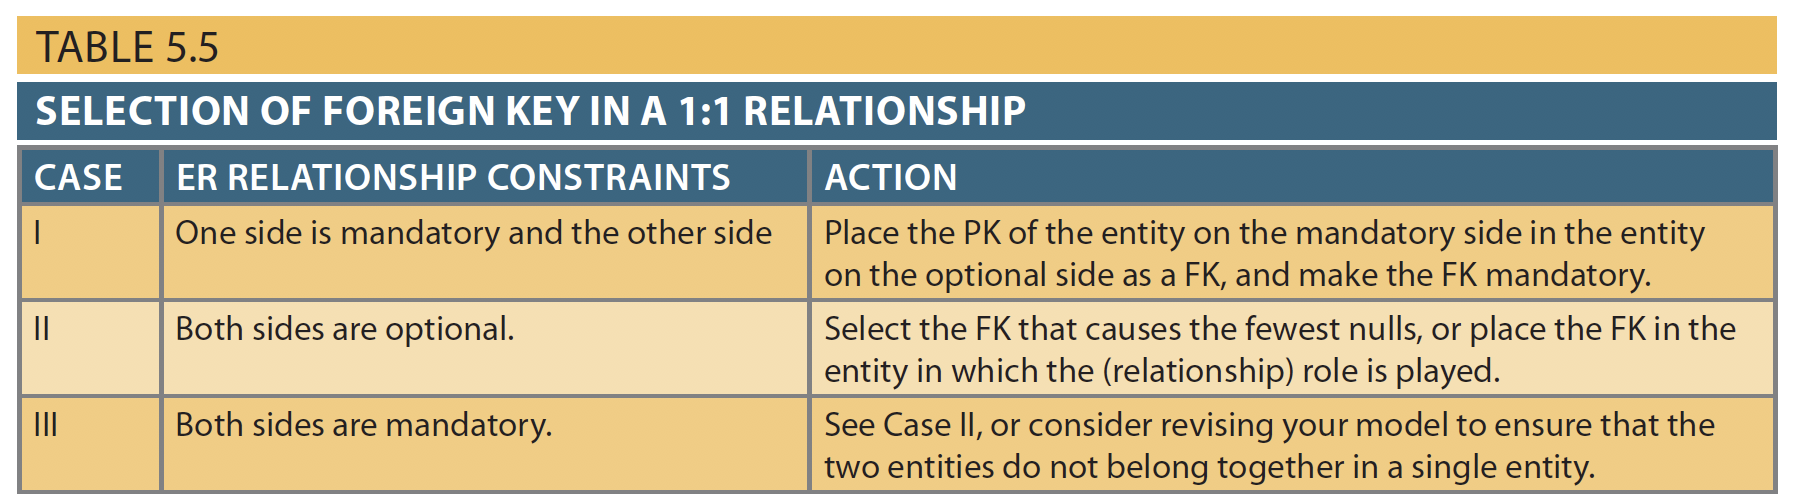 TABLE 5.5
SELECTION OF FOREIGN KEY IN A 1:1 RELATIONSHIP
CASE ER RELATIONSHIP CONSTRAINTS ACTION
I One side is mandatory and the other side Place the PK of the entity on the mandatory side in the entity
on the optional side as a FK, and make the FK mandatory.
II Both sides are optional. Select the FK that causes the fewest nulls, or place the FK in the
entity in which the (relationship) role is played.
III Both sides are mandatory. See Case II, or consider revising your model to ensure that the
two entities do not belong together in a single entity.